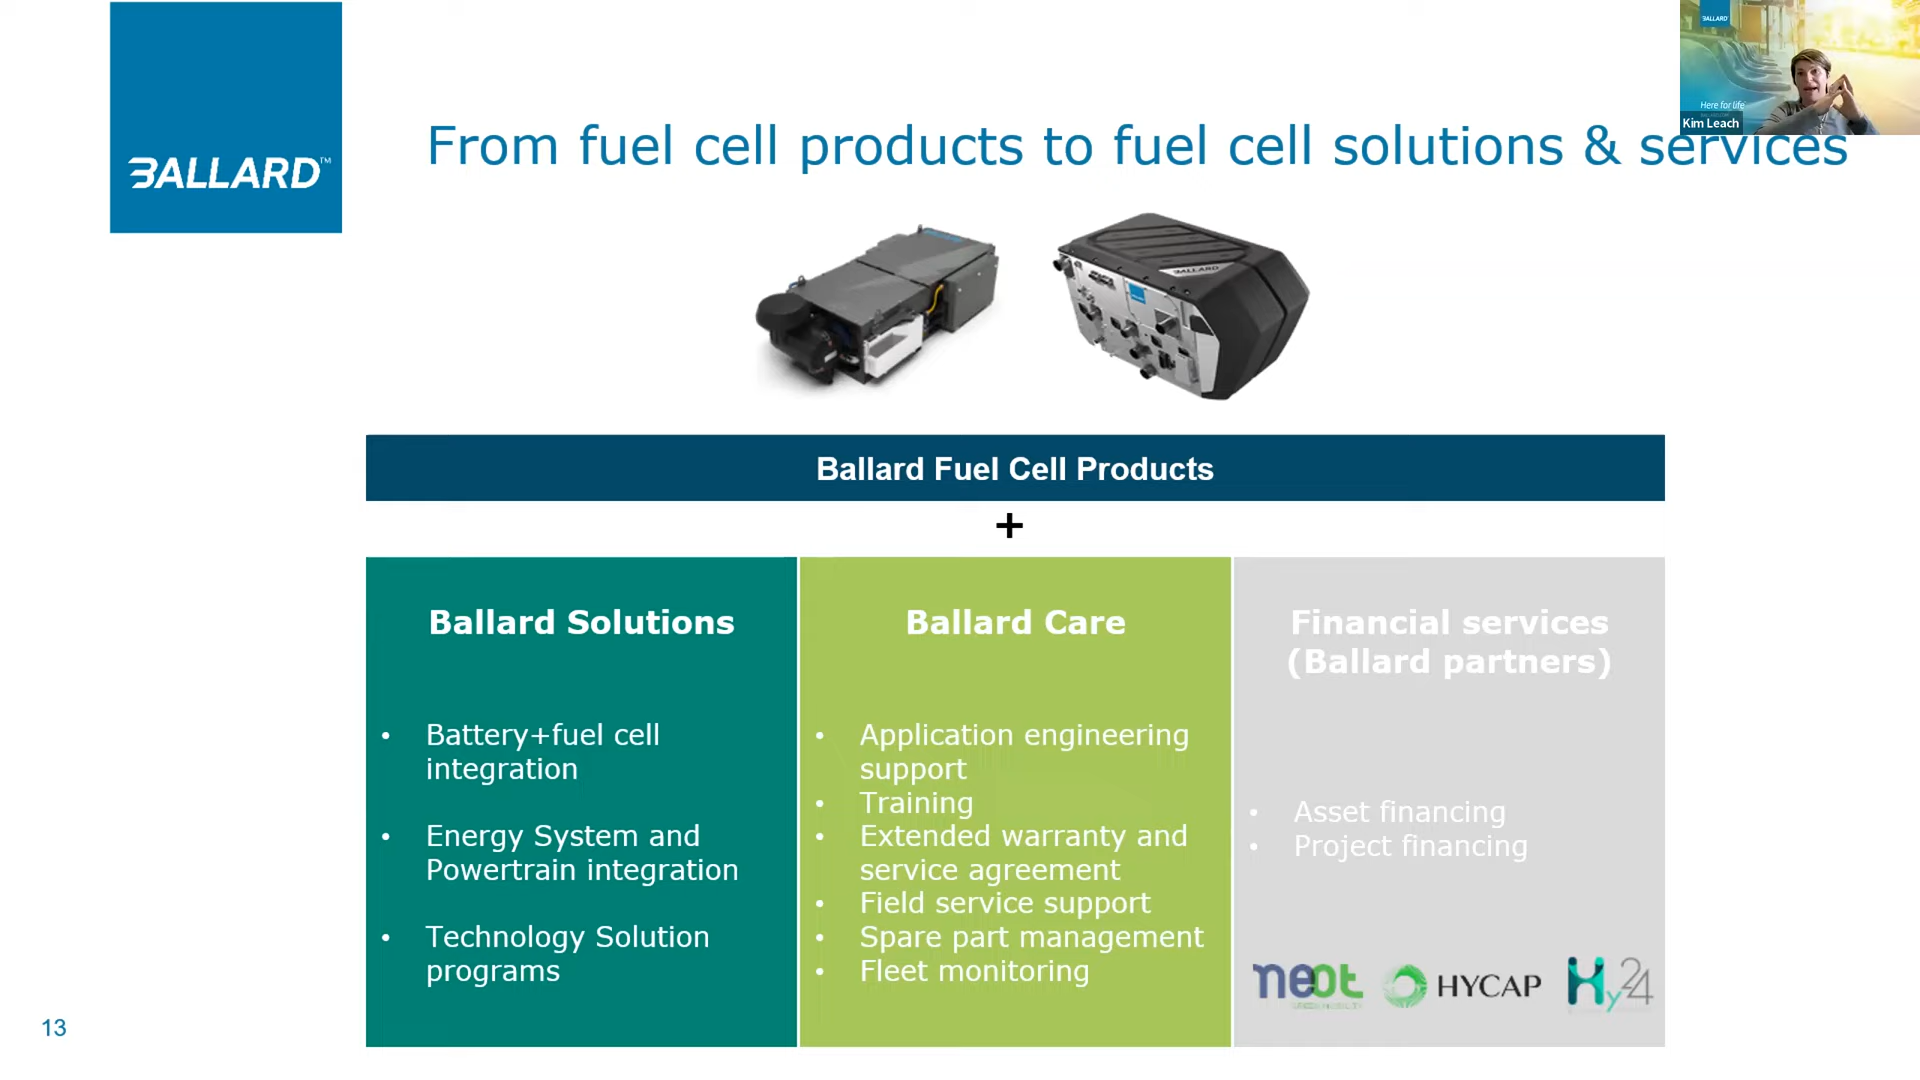 BALLARD
Here for life
Kim Leach
BALLARD™
From fuel cell products to fuel cell solutions & services
BALLARD
Ballard Fuel Cell Products
+
Ballard Solutions
• Battery+fuel cell
integration
• Energy System and
Powertrain integration
• Technology Solution
programs
Ballard Care
• Application engineering
support
• Training
• Extended warranty and
service agreement
• Field service support
• Spare part management
• Fleet monitoring
Financial services
(Ballard partners)
• Asset financing
• Project financing
neot
HYCAP
Hy24
13